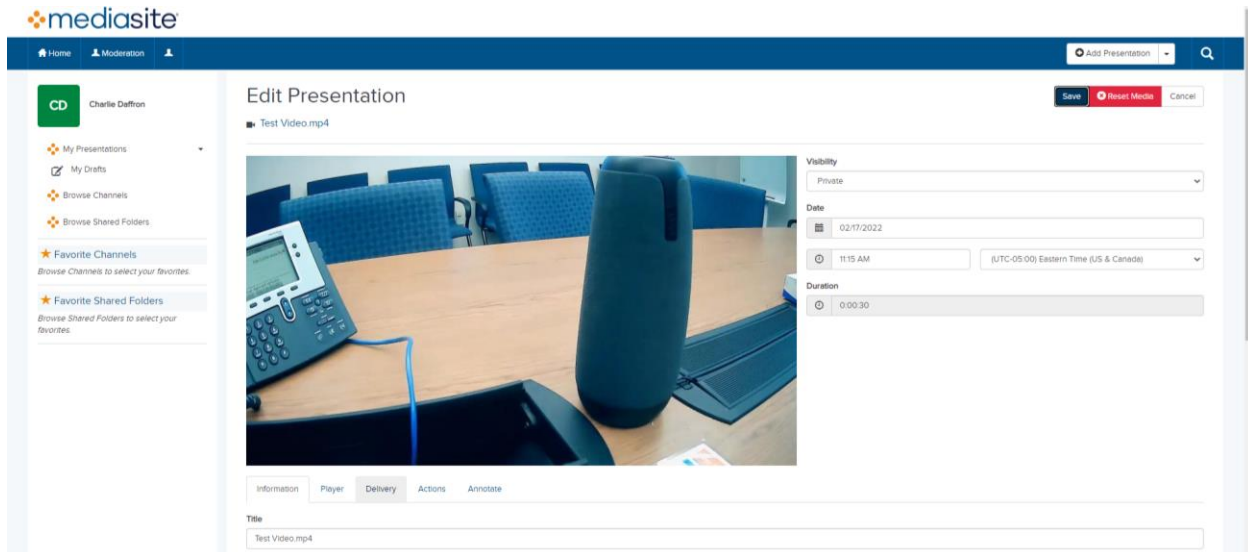 mediasite
Home Moderation Add Presentation
CD Charlie Daffron
My Presentations
My Drafts
Browse Channels
Browse Shared Folders
Favorite Channels
Browse Channels to select your favorites.
Favorite Shared Folders
Browse Shared Folders to select your
favorites.
Edit Presentation
Save Reset Media Cancel
Test Video.mp4
Visibility
Private
Date
02/17/2022
11:15 AM (UTC-05:00) Eastern Time (US & Canada)
Duration
0:00:30
Information Player Delivery Actions Annotate
Title
Test Video.mp4